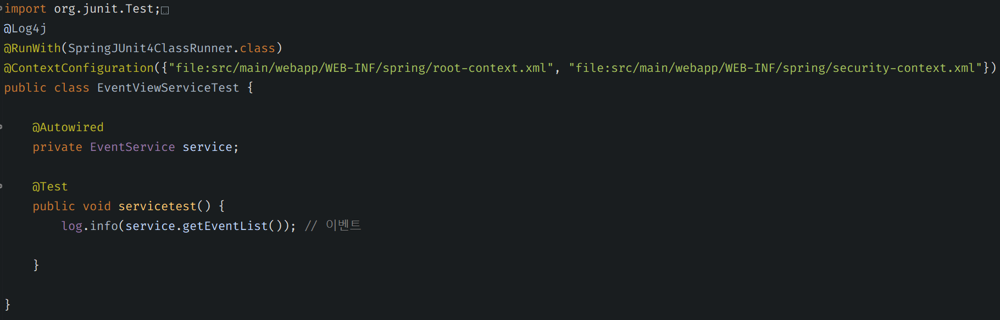 import org.junit.Test;
@Log4j
@RunWith(SpringJUnit4ClassRunner.class)
@ContextConfiguration({"file:src/main/webapp/WEB-INF/spring/root-context.xml", "file:src/main/webapp/WEB-INF/spring/security-context.xml"})
public class EventViewServiceTest {
@Autowired
private EventService service;
@Test
public void servicetest() {
log.info(service.getEventList()); // 이벤트
}
}